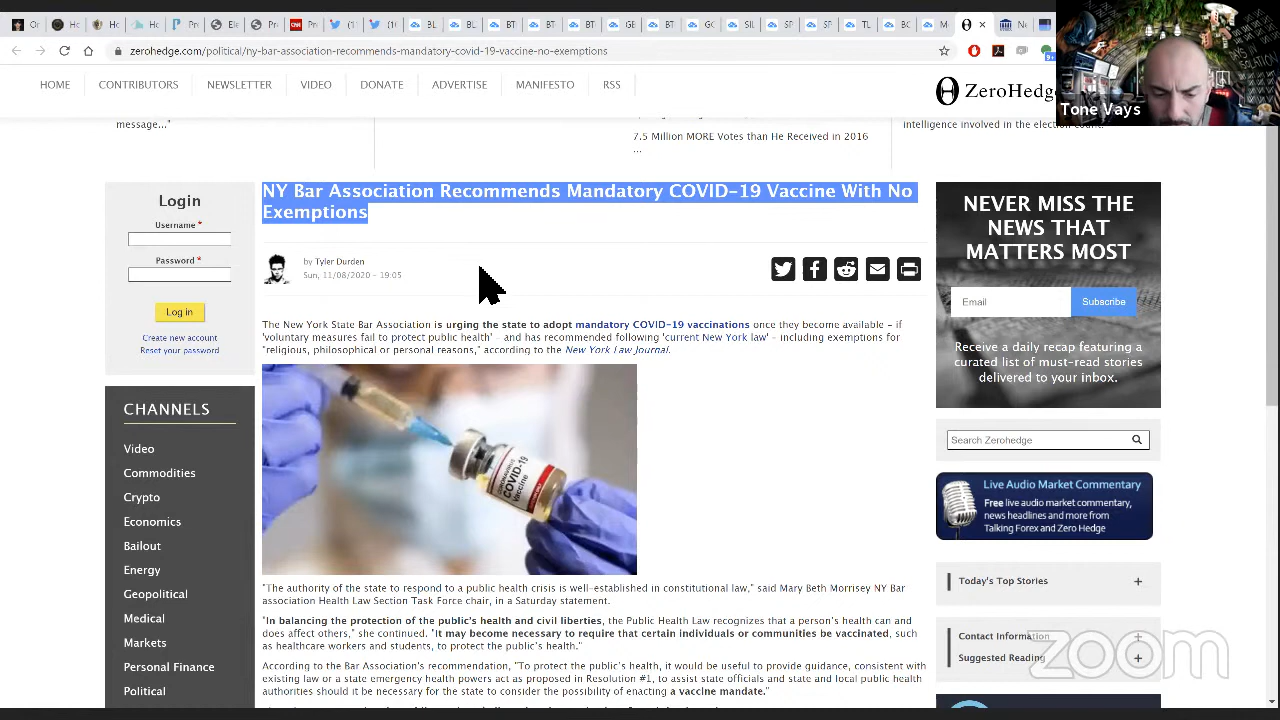 Po
zerohedge.com/political/ny-bar-association-recommends-mandatory-covid-19-vaccine-no-exemptions
Tone Vays
HOME
CONTRIBUTORS
NEWSLETTER
VIDEO
DONATE
ADVERTISE
MANIFESTO
RSS
ZeroHedge
message..."
7.5 Million MORE Votes than He Received in 2016
...
intelligence involved in the election count.
Login
Username *
Password *
Log in
Create new account
Reset your password
CHANNELS
Video
Commodities
Crypto
Economics
Bailout
Energy
Geopolitical
Medical
Markets
Personal Finance
Political
NY Bar Association Recommends Mandatory COVID-19 Vaccine With No
Exemptions
by Tyler Durden
Sun, 11/08/2020 - 19:05
The New York State Bar Association is urging the state to adopt mandatory COVID-19 vaccinations once they become available - if
'voluntary measures fail to protect public health' - and has recommended following 'current New York law' - including exemptions for
"religious, philosophical or personal reasons," according to the New York Law Journal.
CORONAVIRUS
COVID-19
Vaccine
"The authority of the state to respond to a public health crisis is well-established in constitutional law," said Mary Beth Morrisey NY Bar
association Health Law Section Task Force chair, in a Saturday statement.
"In balancing the protection of the public's health and civil liberties, the Public Health Law recognizes that a person's health can and
does affect others," she continued. "It may become necessary to require that certain individuals or communities be vaccinated, such
as healthcare workers and students, to protect the public's health."
According to the Bar Association's recommendation, "To protect the public's health, it would be useful to provide guidance, consistent with
existing law or a state emergency health powers act as proposed in Resolution #1, to assist state officials and state and local public health
authorities should it be necessary for the state to consider the possibility of enacting a vaccine mandate."
NEVER MISS THE
NEWS THAT
MATTERS MOST
Email
Subscribe
Receive a daily recap featuring a
curated list of must-read stories
delivered to your inbox.
Search Zerohedge
Live Audio Market Commentary
Free live audio market commentary,
news headlines and more from
Talking Forex and Zero Hedge
Today's Top Stories
Contact Information
Suggested Reading
zoom